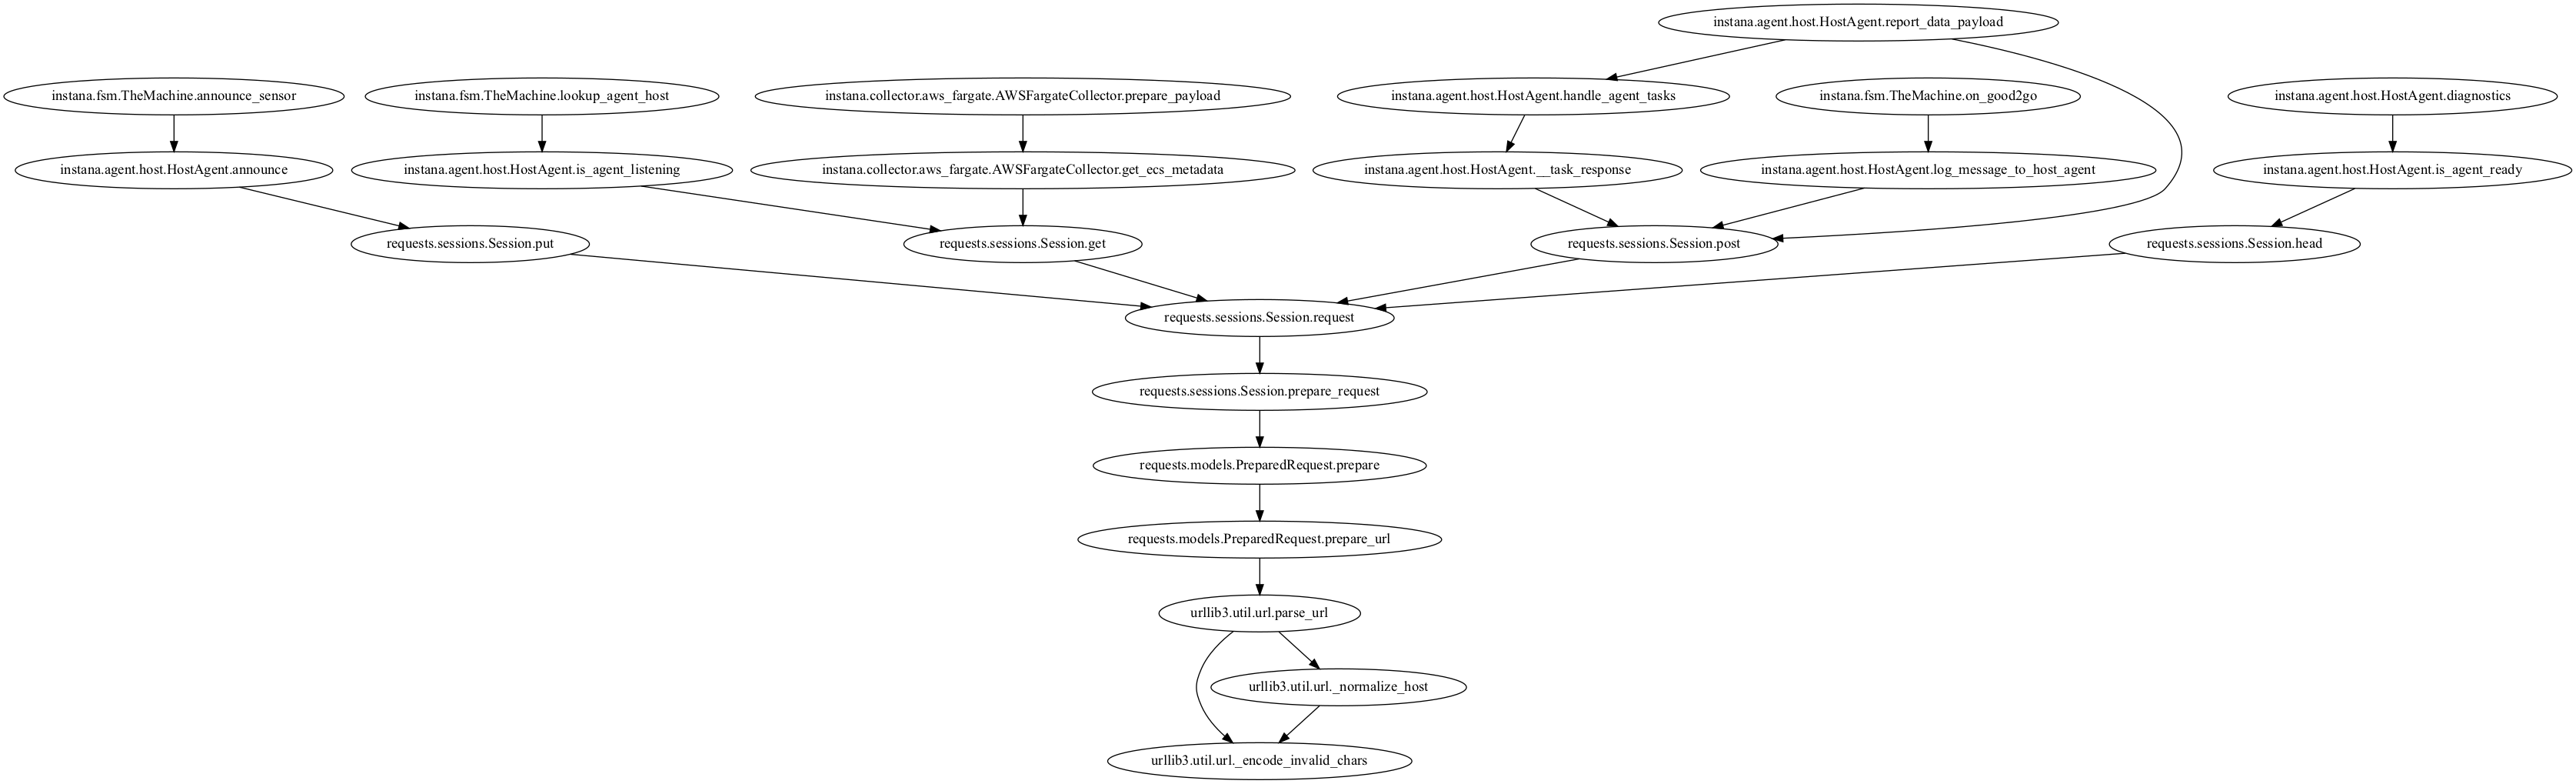 instana.agent.host.HostAgent.report_data_payload
instana.fsm.TheMachine.announce_sensor
instana.fsm.TheMachine.lookup_agent_host
instana.collector.aws_fargate.AWSFargateCollector.prepare_payload
instana.agent.host.HostAgent.handle_agent_tasks
instana.fsm.TheMachine.on_good2go
instana.agent.host.HostAgent.diagnostics
instana.agent.host.HostAgent.announce
instana.agent.host.HostAgent.is_agent_listening
instana.collector.aws_fargate.AWSFargateCollector.get_ecs_metadata
instana.agent.host.HostAgent.__task_response
instana.agent.host.HostAgent.log_message_to_host_agent
instana.agent.host.HostAgent.is_agent_ready
requests.sessions.Session.put
requests.sessions.Session.get
requests.sessions.Session.post
requests.sessions.Session.head
requests.sessions.Session.request
requests.sessions.Session.prepare_request
requests.models.PreparedRequest.prepare
requests.models.PreparedRequest.prepare_url
urllib3.util.url.parse_url
urllib3.util.url._normalize_host
urllib3.util.url._encode_invalid_chars